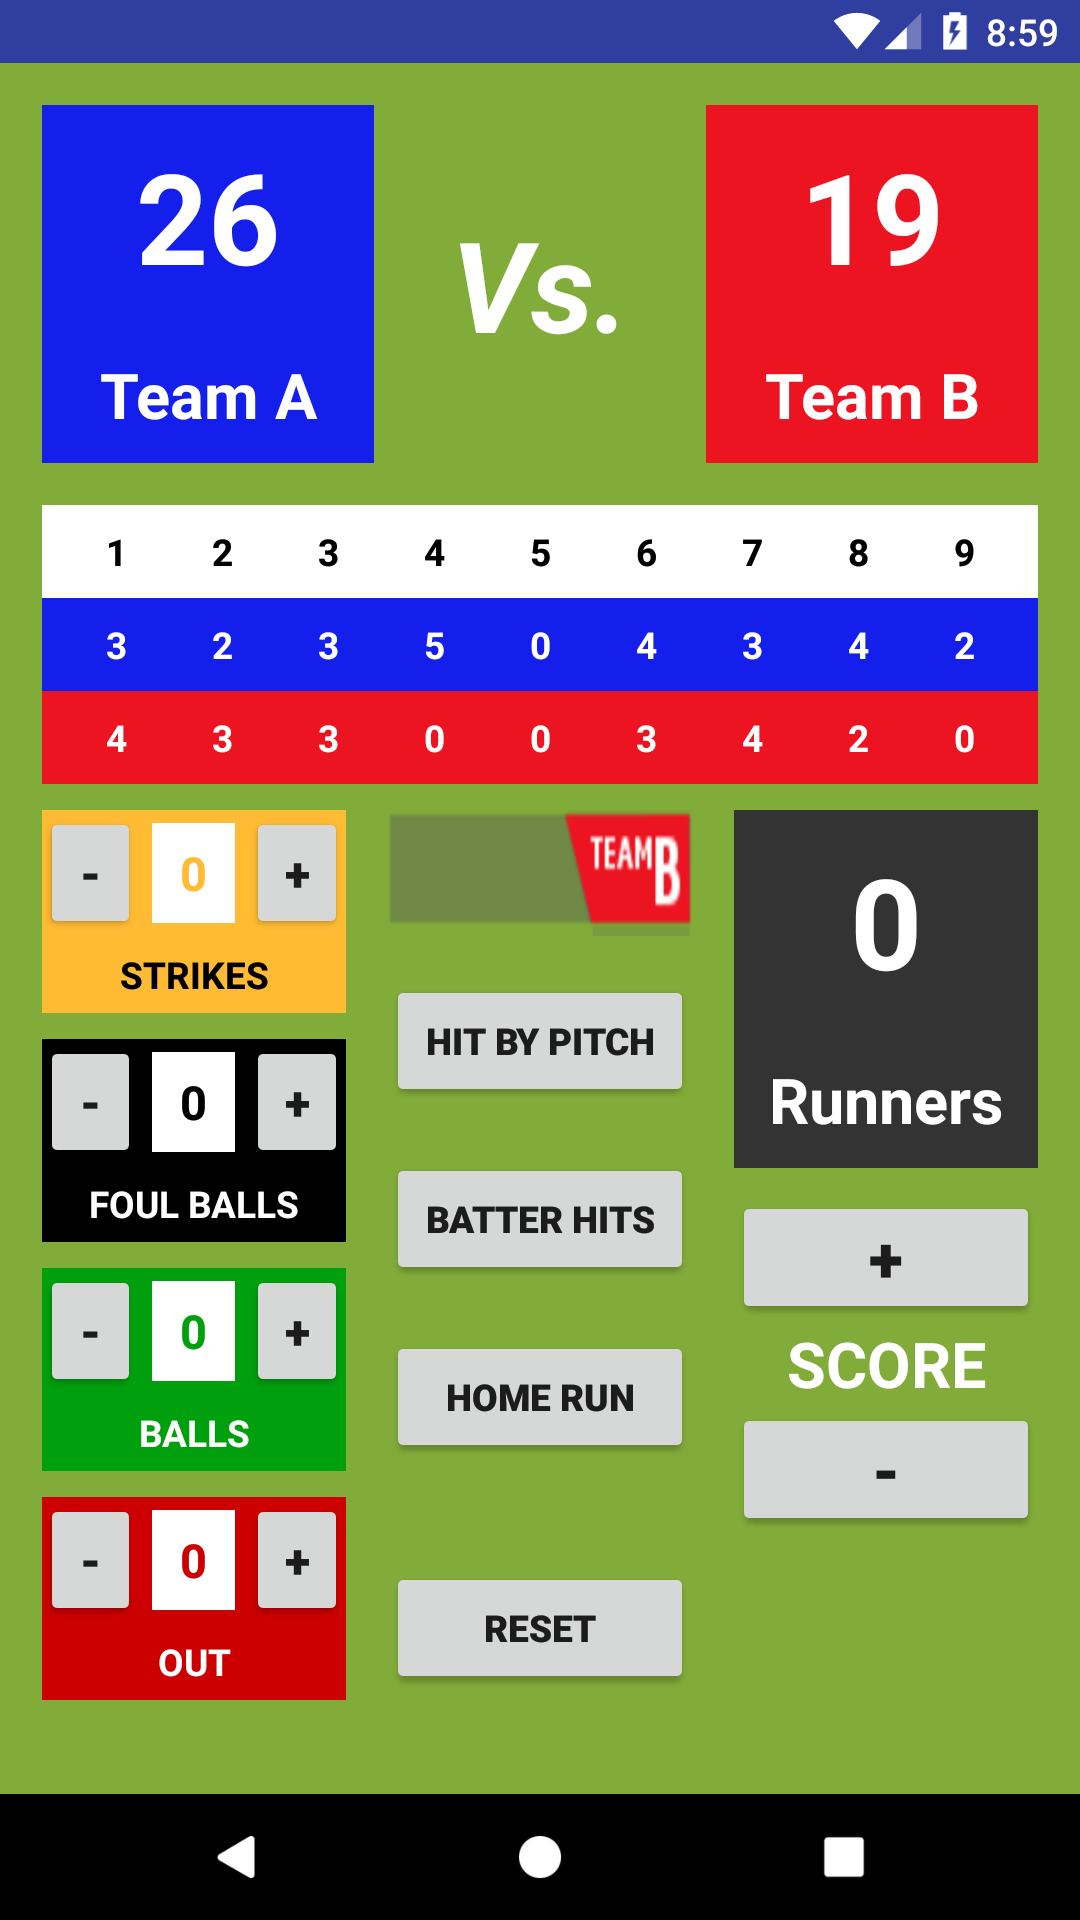 8:59
26
Team A
Vs.
19
Team B
1 2 3 4 5 6 7 8 9
3 2 3 5 0 4 3 4 2
4 3 3 0 0 3 4 2 0
- 0 +
STRIKES
- 0 +
FOUL BALLS
- 0 +
BALLS
- 0 +
OUT
TEAM B
HIT BY PITCH
BATTER HITS
HOME RUN
RESET
0
Runners
+
SCORE
-